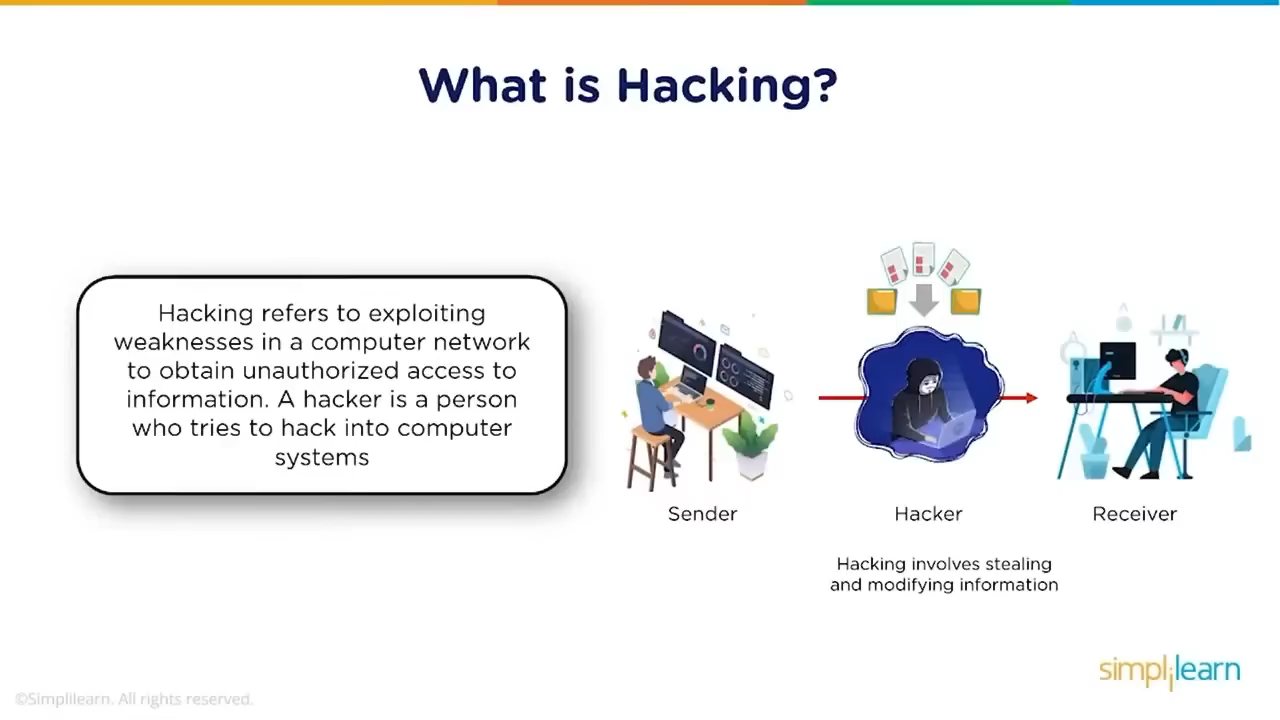 What is Hacking?
Hacking refers to exploiting
weaknesses in a computer network
to obtain unauthorized access to
information. A hacker is a person
who tries to hack into computer
systems
Sender
Hacker
Receiver
Hacking involves stealing
and modifying information
simplilearn
©Simplilearn. All rights reserved.